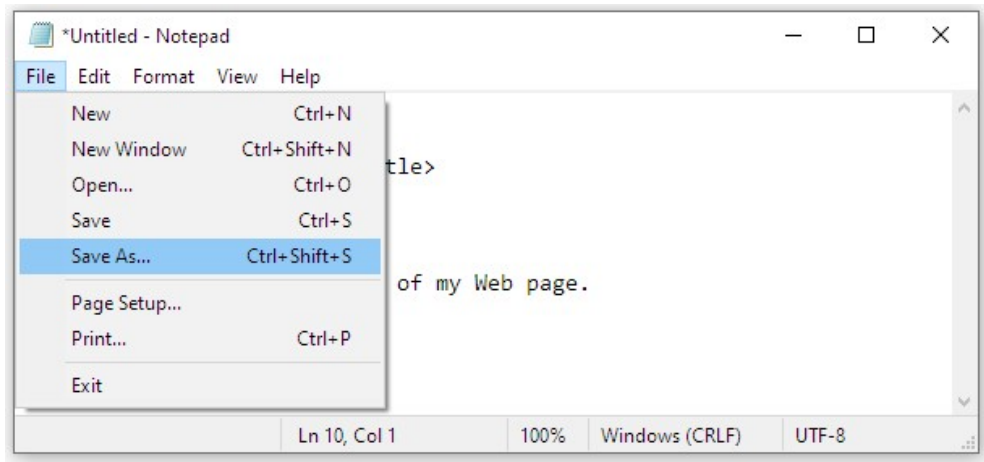 *Untitled - Notepad
File Edit Format View Help
New Ctrl+N
New Window Ctrl+Shift+N
tle>
Open... Ctrl+O
Save Ctrl+S
Save As... Ctrl+Shift+S
of my Web page.
Page Setup...
Print... Ctrl+P
Exit
Ln 10, Col 1 100% Windows (CRLF) UTF-8